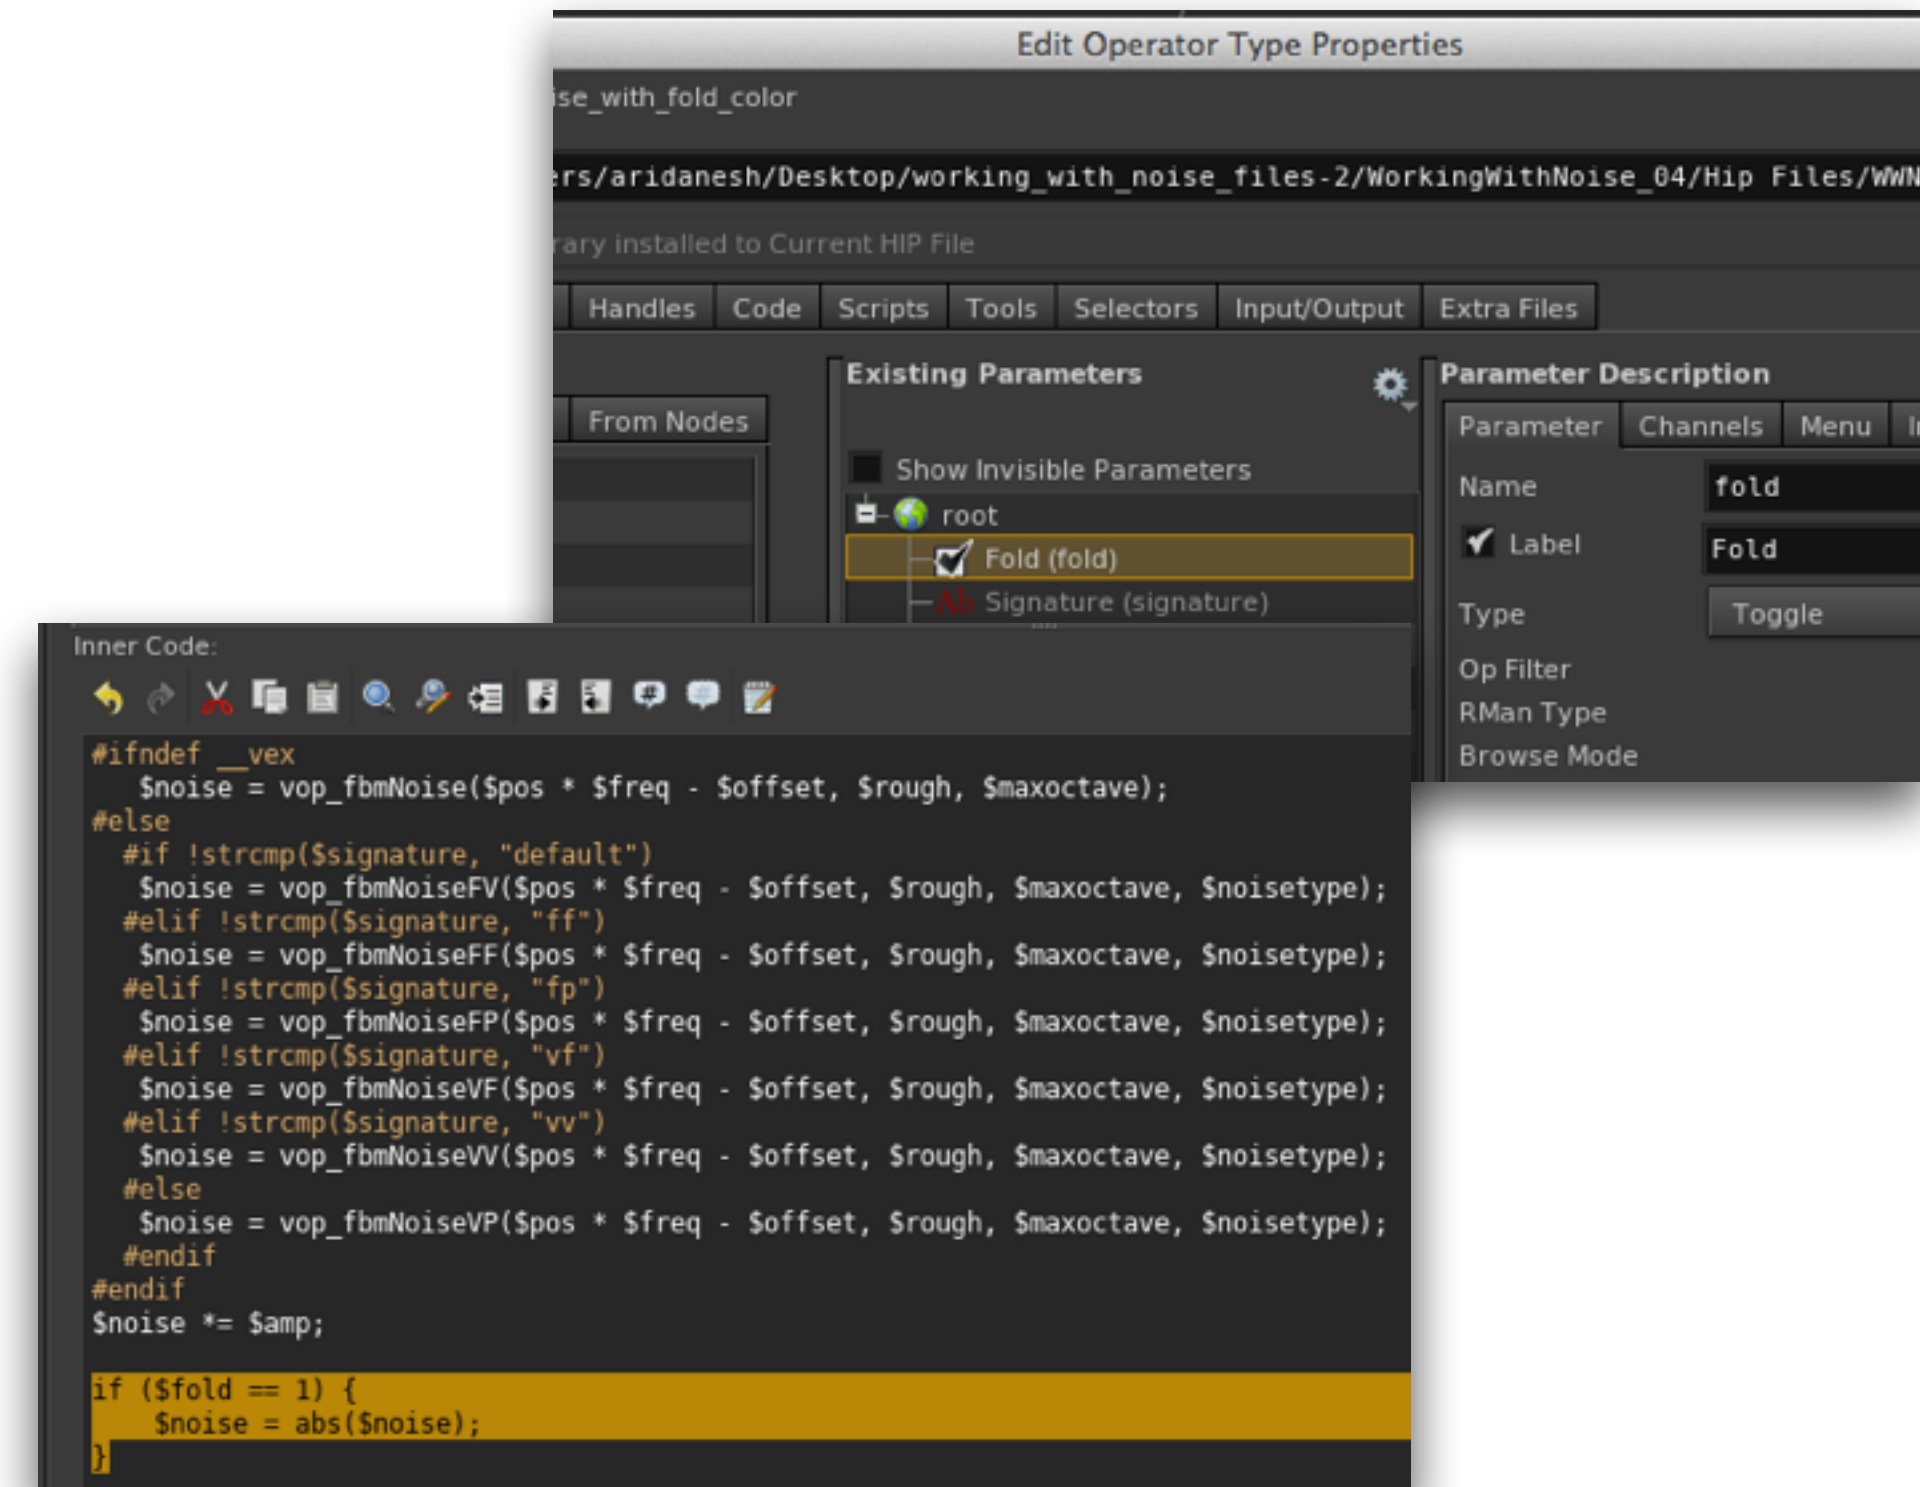 Edit Operator Type Properties
ise_with_fold_color
ers/aridanesh/Desktop/working_with_noise_files-2/WorkingWithNoise_04/Hip Files/WWN
rary installed to Current HIP File
Handles Code Scripts Tools Selectors Input/Output Extra Files
Existing Parameters
Parameter Description
From Nodes
Parameter Channels Menu
Show Invisible Parameters
Name fold
root
Label Fold
Fold (fold)
Ab Signature (signature)
Type Toggle
Op Filter
RMan Type
Browse Mode
Inner Code:
#ifndef __vex
$noise = vop_fbmNoise($pos * $freq - $offset, $rough, $maxoctave);
#else
#if !strcmp($signature, "default")
$noise = vop_fbmNoiseFV($pos * $freq - $offset, $rough, $maxoctave, $noisetype);
#elif !strcmp($signature, "ff")
$noise = vop_fbmNoiseFF($pos * $freq - $offset, $rough, $maxoctave, $noisetype);
#elif !strcmp($signature, "fp")
$noise = vop_fbmNoiseFP($pos * $freq - $offset, $rough, $maxoctave, $noisetype);
#elif !strcmp($signature, "vf")
$noise = vop_fbmNoiseVF($pos * $freq - $offset, $rough, $maxoctave, $noisetype);
#elif !strcmp($signature, "vv")
$noise = vop_fbmNoiseVV($pos * $freq - $offset, $rough, $maxoctave, $noisetype);
#else
$noise = vop_fbmNoiseVP($pos * $freq - $offset, $rough, $maxoctave, $noisetype);
#endif
#endif
$noise *= $amp;
if ($fold == 1) {
$noise = abs($noise);
}